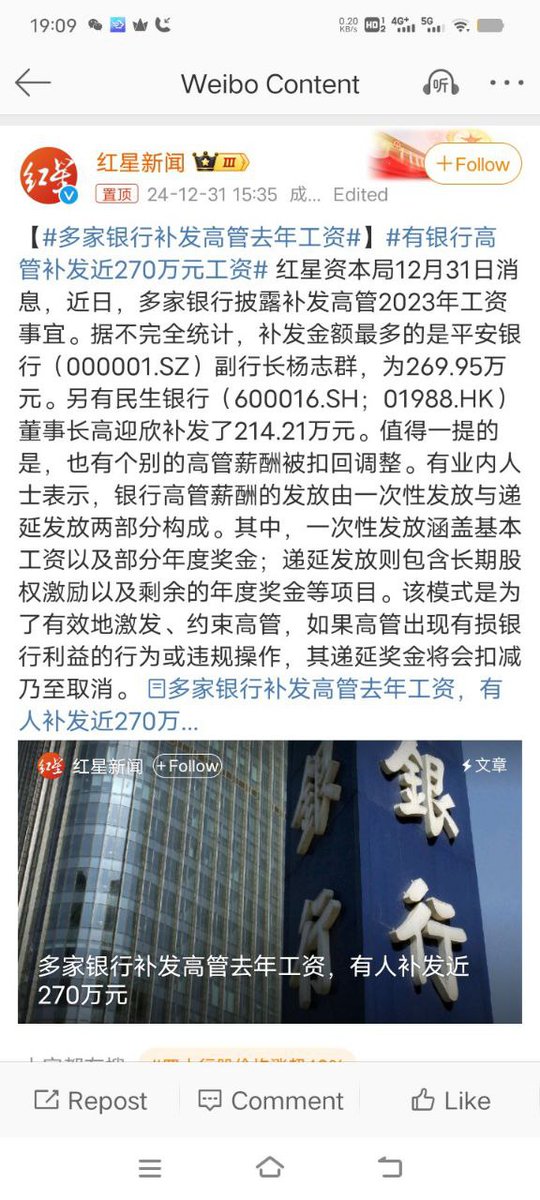 19:09
0.20 KB/s HD 1 2 4G+ 5G
Weibo Content
听
红星
红星新闻 III
+Follow
置顶 24-12-31 15:35 成... Edited
【#多家银行补发高管去年工资#】#有银行高
管补发近270万元工资# 红星资本局12月31日消
息，近日，多家银行披露补发高管2023年工资
事宜。据不完全统计，补发金额最多的是平安银
行（000001.SZ）副行长杨志群，为269.95万
元。另有民生银行（600016.SH；01988.HK）
董事长高迎欣补发了214.21万元。值得一提的
是，也有个别的高管薪酬被扣回调整。有业内人
士表示，银行高管薪酬的发放由一次性发放与递
延发放两部分构成。其中，一次性发放涵盖基本
工资以及部分年度奖金；递延发放则包含长期股
权激励以及剩余的年度奖金等项目。该模式是为
了有效地激发、约束高管，如果高管出现有损银
行利益的行为或违规操作，其递延奖金将会扣减
乃至取消。 多家银行补发高管去年工资，有
人补发近270万...
红星 红星新闻 +Follow
文章
銀行
銀行
多家银行补发高管去年工资，有人补发近
270万元
Repost
Comment
Like